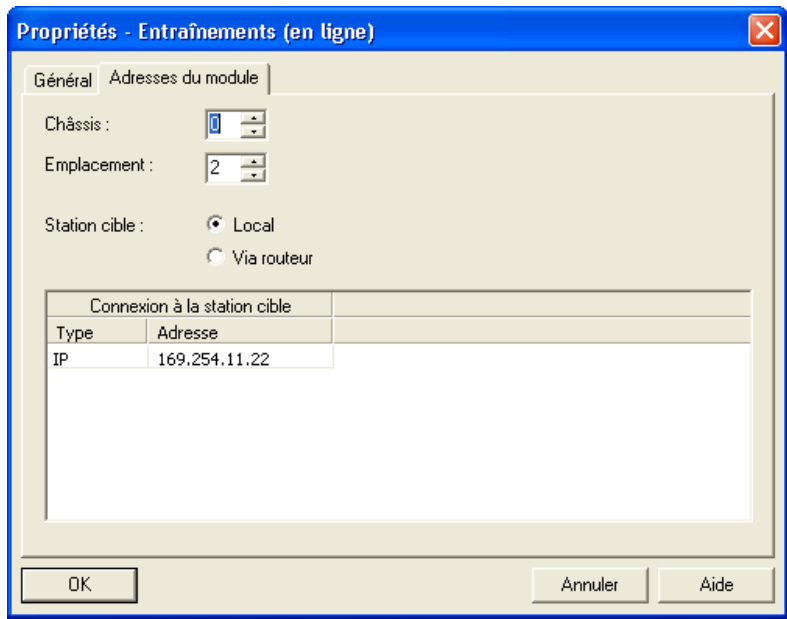 Propriétés - Entraînements (en ligne)
Général Adresses du module
Châssis : 0
Emplacement : 2
Station cible : Local
Via routeur
Connexion à la station cible
Type Adresse
IP 169.254.11.22
OK Annuler Aide